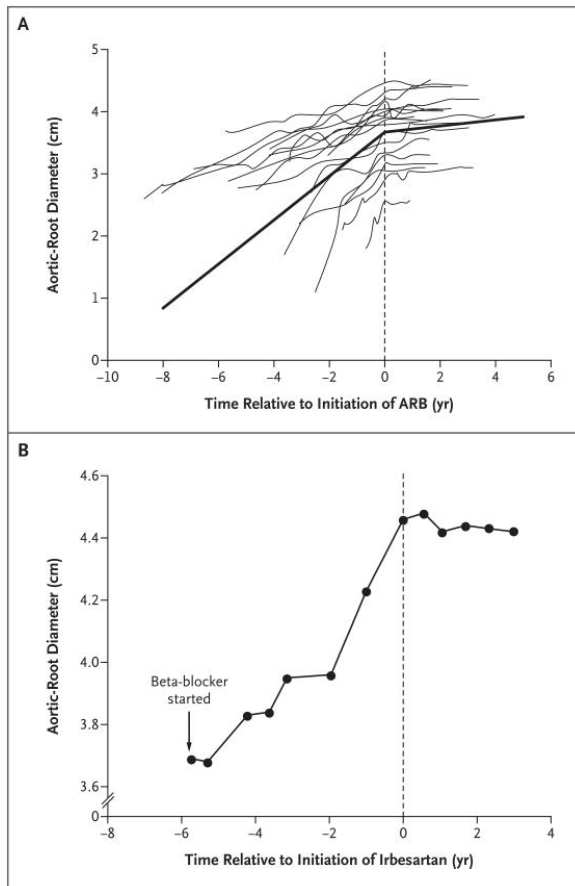 A
5
4
3
2
1
0
Aortic-Root Diameter (cm)
−10 −8 −6 −4 −2 0 2 4 6
Time Relative to Initiation of ARB (yr)
B
4.6
4.4
4.2
4.0
3.8
3.6
0
Aortic-Root Diameter (cm)
Beta-blocker
started
−8 −6 −4 −2 0 2 4
Time Relative to Initiation of Irbesartan (yr)